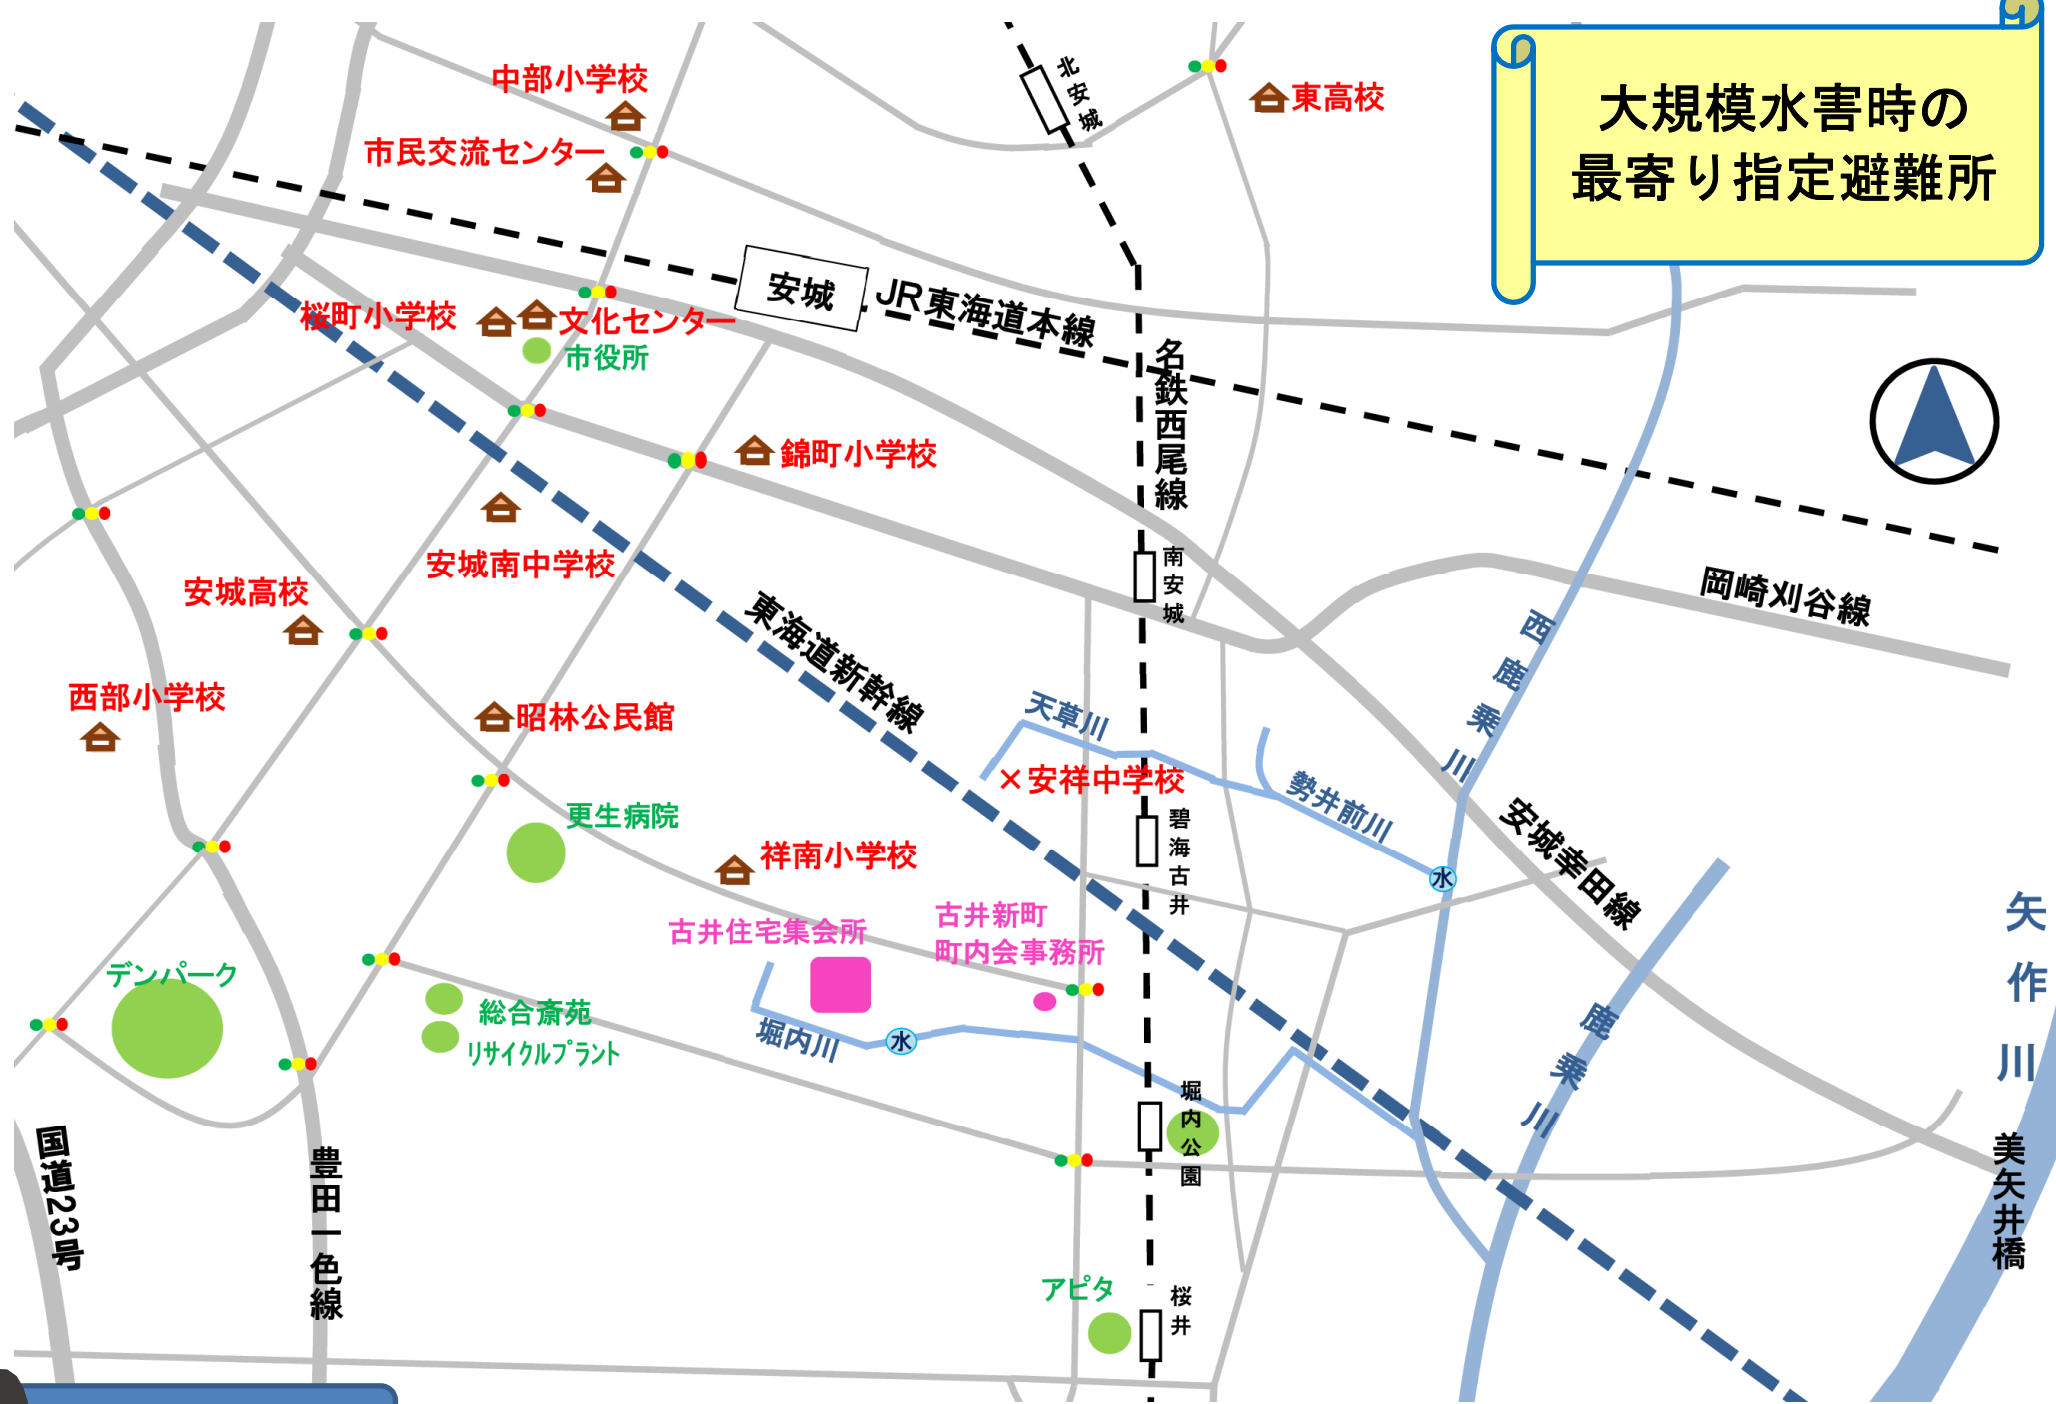 大規模水害時の
最寄り指定避難所
中部小学校
市民交流センター
北安城
東高校
安城
JR東海道本線
桜町小学校
文化センター
市役所
名鉄西尾線
錦町小学校
安城南中学校
南安城
岡崎刈谷線
安城高校
東海道新幹線
西鹿乗川
西部小学校
昭林公民館
天草川
×安祥中学校
勢井前川
更生病院
碧海古井
安城幸田線
祥南小学校
水
矢作川
古井住宅集会所
古井新町
町内会事務所
デンパーク
総合斎苑
リサイクルプラント
堀内川
水
鹿乗川
堀内公園
国道23号
豊田一色線
美矢井橋
アピタ
桜井